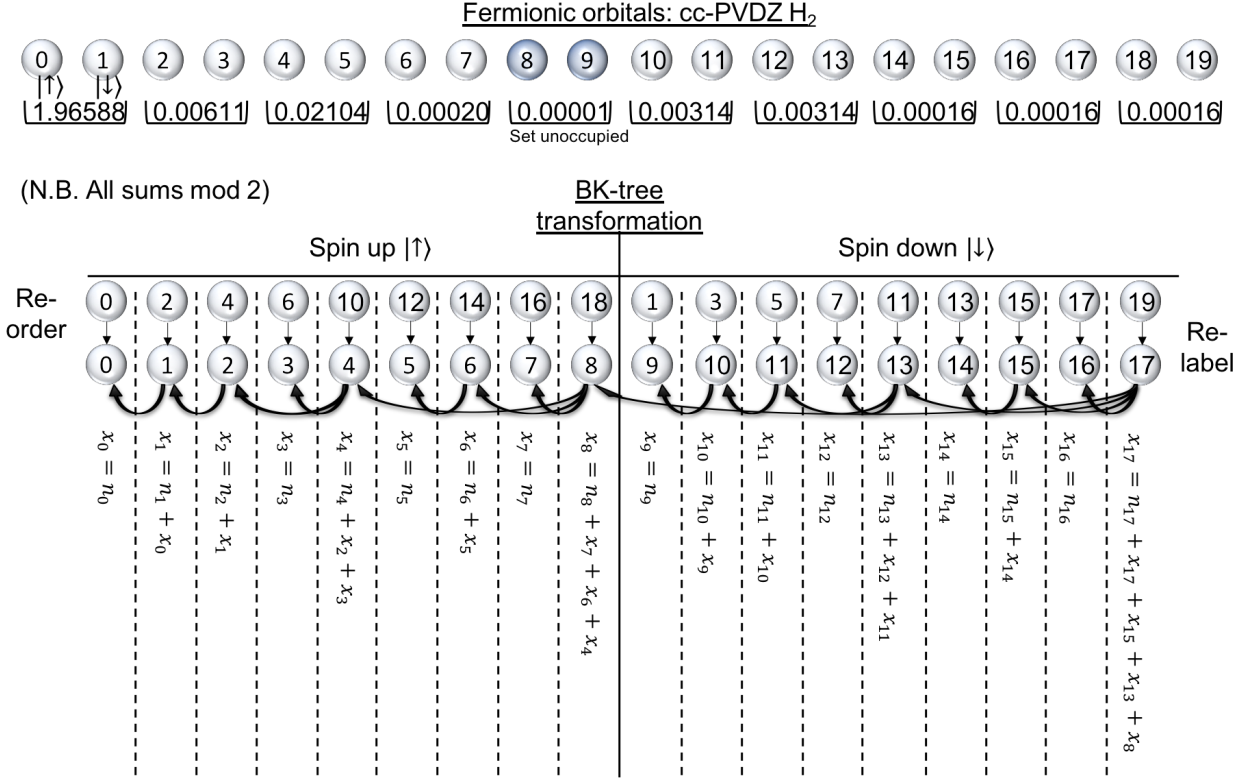 Fermionic orbitals: cc-PVDZ H₂
0 1 2 3 4 5 6 7 8 9 10 11 12 13 14 15 16 17 18 19
|↑⟩ |↓⟩
1.96588 0.00611 0.02104 0.00020 0.00001 0.00314 0.00314 0.00016 0.00016 0.00016
Set unoccupied
(N.B. All sums mod 2)
BK-tree
transformation
Spin up |↑⟩
Spin down |↓⟩
Re-
order
0 2 4 6 10 12 14 16 18 1 3 5 7 11 13 15 17 19
0 1 2 3 4 5 6 7 8 9 10 11 12 13 14 15 16 17
Re-
label
x₀ = n₀
x₁ = n₁ + x₀
x₂ = n₂ + x₁
x₃ = n₃
x₄ = n₄ + x₂ + x₃
x₅ = n₅
x₆ = n₆ + x₅
x₇ = n₇
x₈ = n₈ + x₇ + x₆ + x₄
x₉ = n₉
x₁₀ = n₁₀ + x₉
x₁₁ = n₁₁ + x₁₀
x₁₂ = n₁₂
x₁₃ = n₁₃ + x₁₂ + x₁₁
x₁₄ = n₁₄
x₁₅ = n₁₅ + x₁₄
x₁₆ = n₁₆
x₁₇ = n₁₇ + x₁₇ + x₁₅ + x₁₃ + x₈